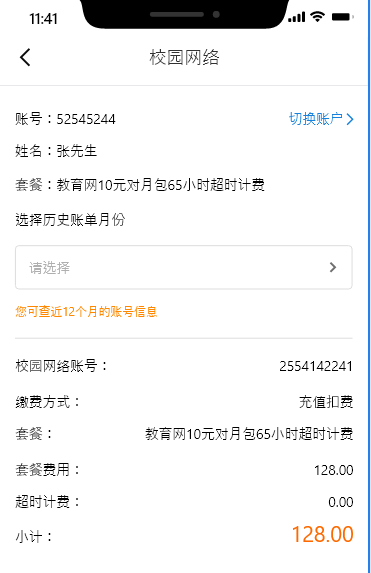 11:41
校园网络
账号：52545244 切换账户
姓名：张先生
套餐：教育网10元对月包65小时超时计费
选择历史账单月份
请选择
您可查近12个月的账号信息
校园网络账号： 2554142241
缴费方式： 充值扣费
套餐： 教育网10元对月包65小时超时计费
套餐费用： 128.00
超时计费： 0.00
小计： 128.00